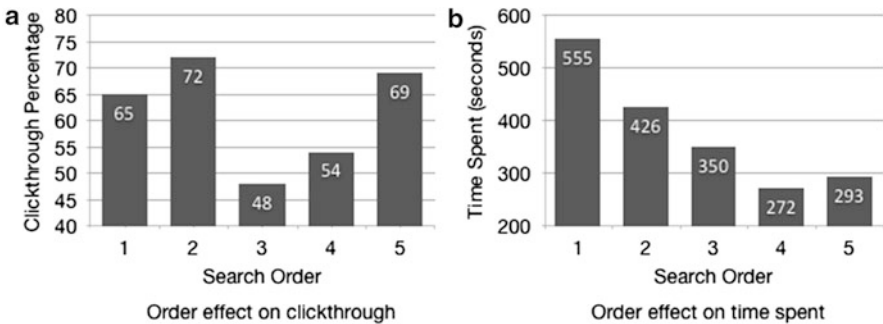 a
Clickthrough Percentage
80
75
70
65
60
55
50
45
40
65
72
48
54
69
1 2 3 4 5
Search Order
Order effect on clickthrough
b
Time Spent (seconds)
600
500
400
300
200
555
426
350
272
293
1 2 3 4 5
Search Order
Order effect on time spent